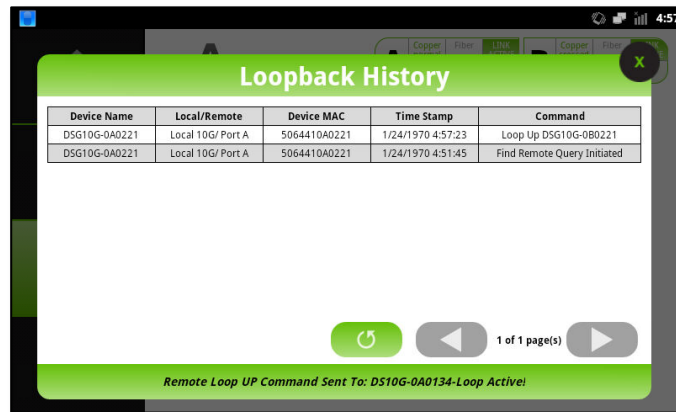 4:57
Copper
Fiber
LINK
Copper
Fiber
A
Loopback History
X
Device Name Local/Remote Device MAC Time Stamp Command
DSG10G-0A0221 Local 10G/ Port A 5064410A0221 1/24/1970 4:57:23 Loop Up DSG10G-0B0221
DSG10G-0A0221 Local 10G/ Port A 5064410A0221 1/24/1970 4:51:45 Find Remote Query Initiated
1 of 1 page(s)
Remote Loop UP Command Sent To: DS10G-0A0134-Loop Active!